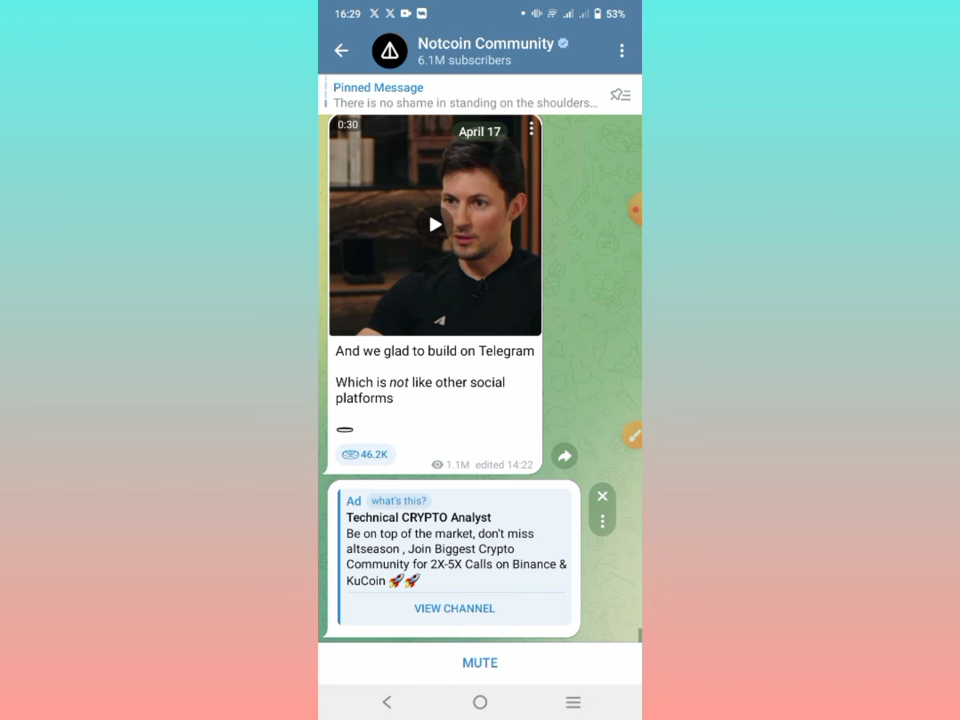 16:29 53%
Notcoin Community
6.1M subscribers
Pinned Message
There is no shame in standing on the shoulders...
0:30
April 17
And we glad to build on Telegram
Which is not like other social
platforms
46.2K
1.1M edited 14:22
Ad what's this?
Technical CRYPTO Analyst
Be on top of the market, don't miss
altseason , Join Biggest Crypto
Community for 2X-5X Calls on Binance &
KuCoin 🚀🚀
VIEW CHANNEL
MUTE